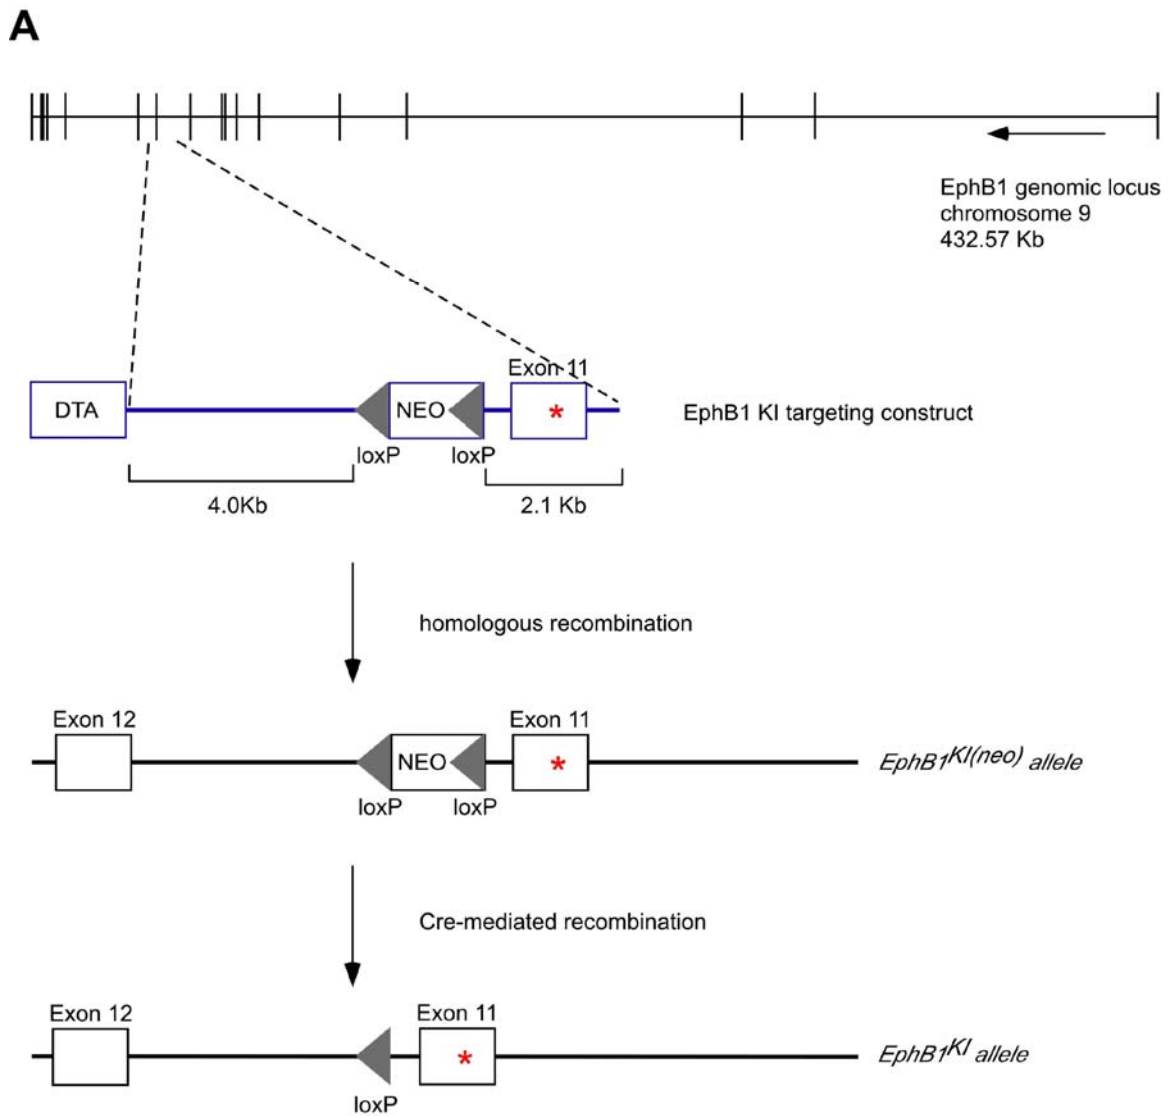 A
EphB1 genomic locus
chromosome 9
432.57 Kb
Exon 11
DTA
NEO
*
EphB1 KI targeting construct
loxP
loxP
4.0Kb
2.1 Kb
homologous recombination
Exon 12
Exon 11
NEO
*
EphB1KI(neo) allele
loxP
loxP
Cre-mediated recombination
Exon 12
Exon 11
*
EphB1KI allele
loxP